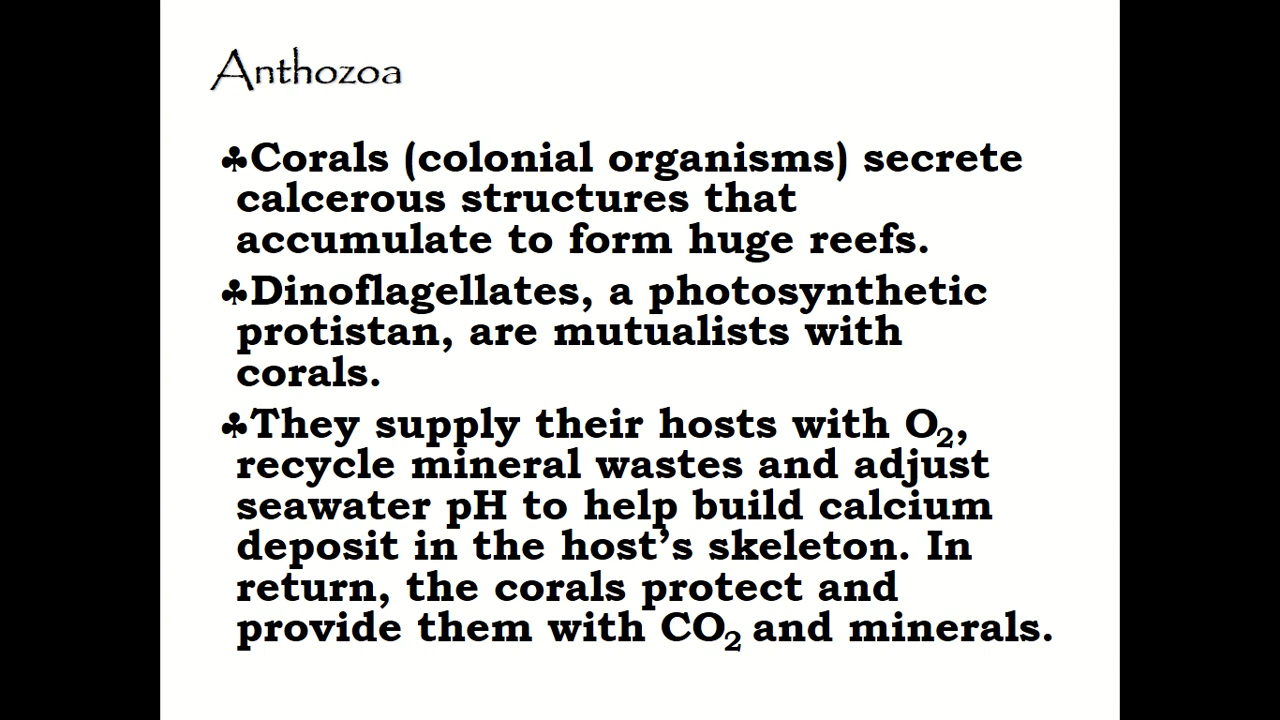 Anthozoa
♣Corals (colonial organisms) secrete
calcerous structures that
accumulate to form huge reefs.
♣Dinoflagellates, a photosynthetic
protistan, are mutualists with
corals.
♣They supply their hosts with O₂,
recycle mineral wastes and adjust
seawater pH to help build calcium
deposit in the host’s skeleton. In
return, the corals protect and
provide them with CO₂ and minerals.